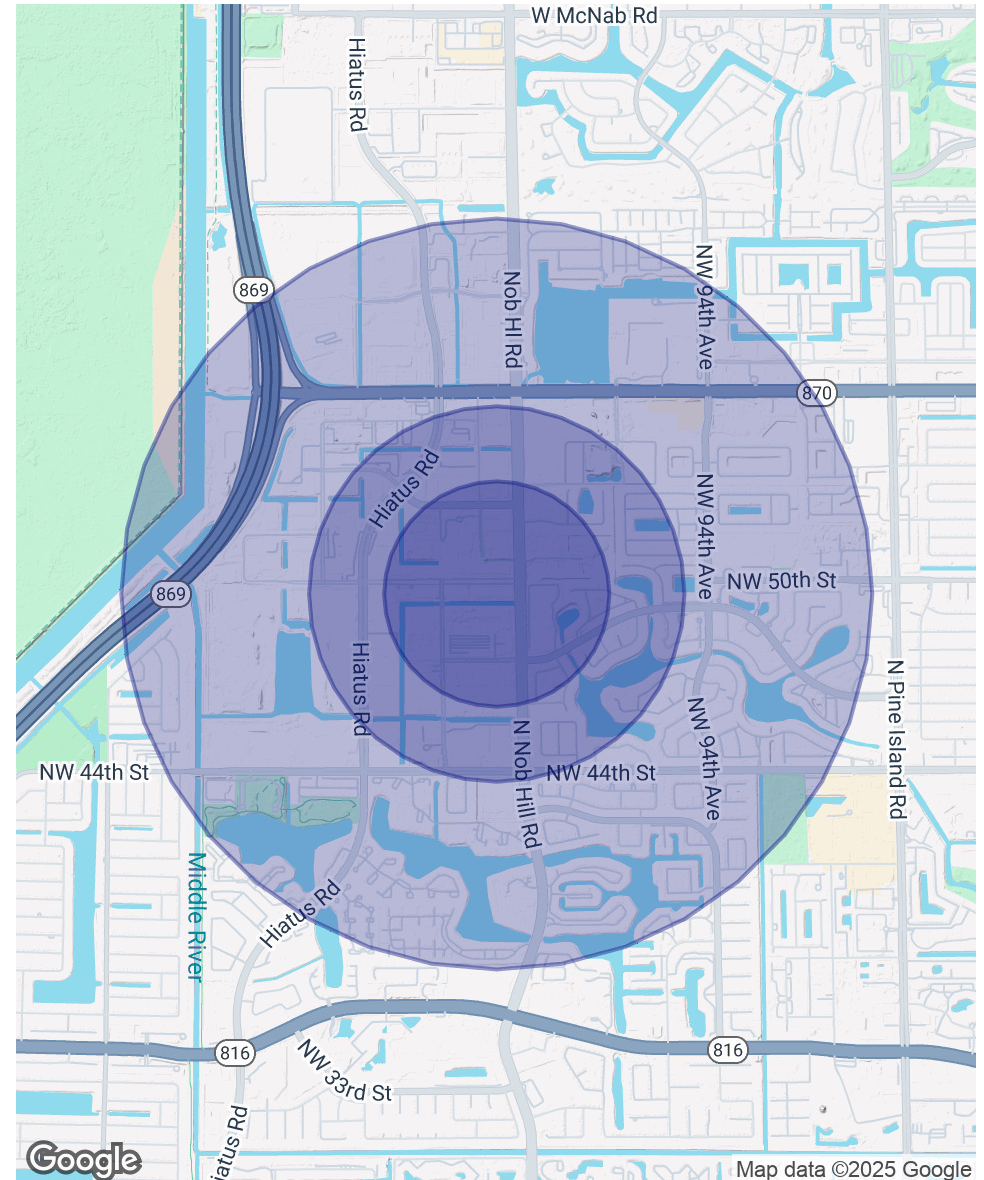 W McNab Rd
Hiatus Rd
869
Nob Hl Rd
NW 94th Ave
870
Hiatus Rd
NW 94th Ave
NW 50th St
869
Hiatus Rd
N Pine Island Rd
NW 94th Ave
N Nob Hill Rd
NW 44th St
NW 44th St
Middle River
Hiatus Rd
816
816
NW 33rd St
iatus Rd
Google
Map data ©2025 Google